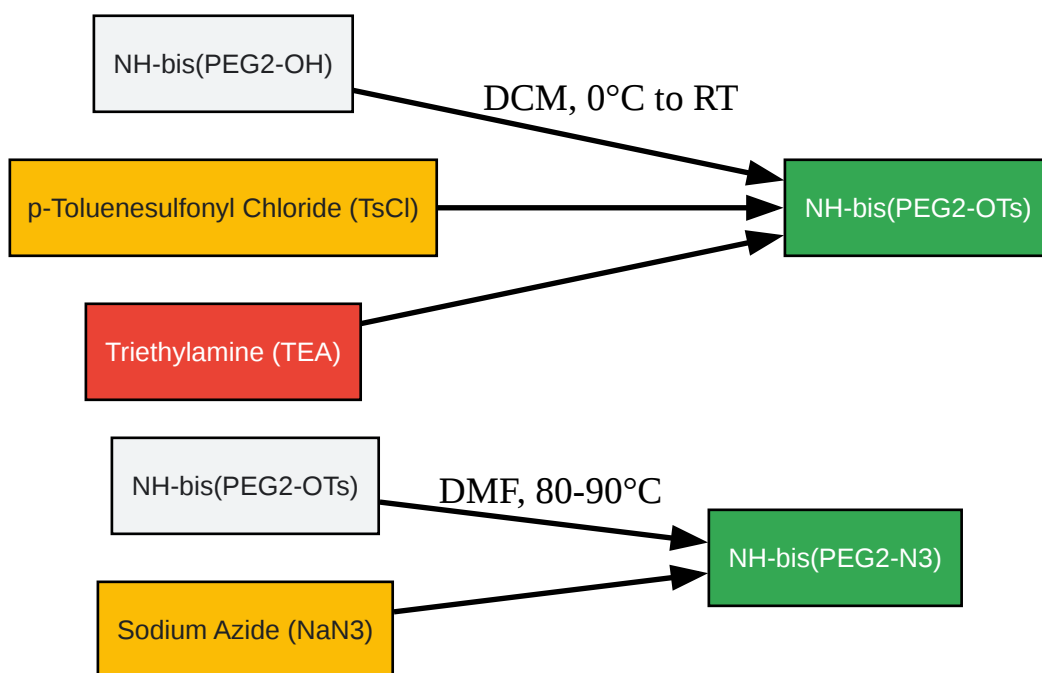 NH-bis(PEG2-OH)
DCM, 0°C to RT
p-Toluenesulfonyl Chloride (TsCl)
NH-bis(PEG2-OTs)
Triethylamine (TEA)
NH-bis(PEG2-OTs)
DMF, 80-90°C
NH-bis(PEG2-N3)
Sodium Azide (NaN3)